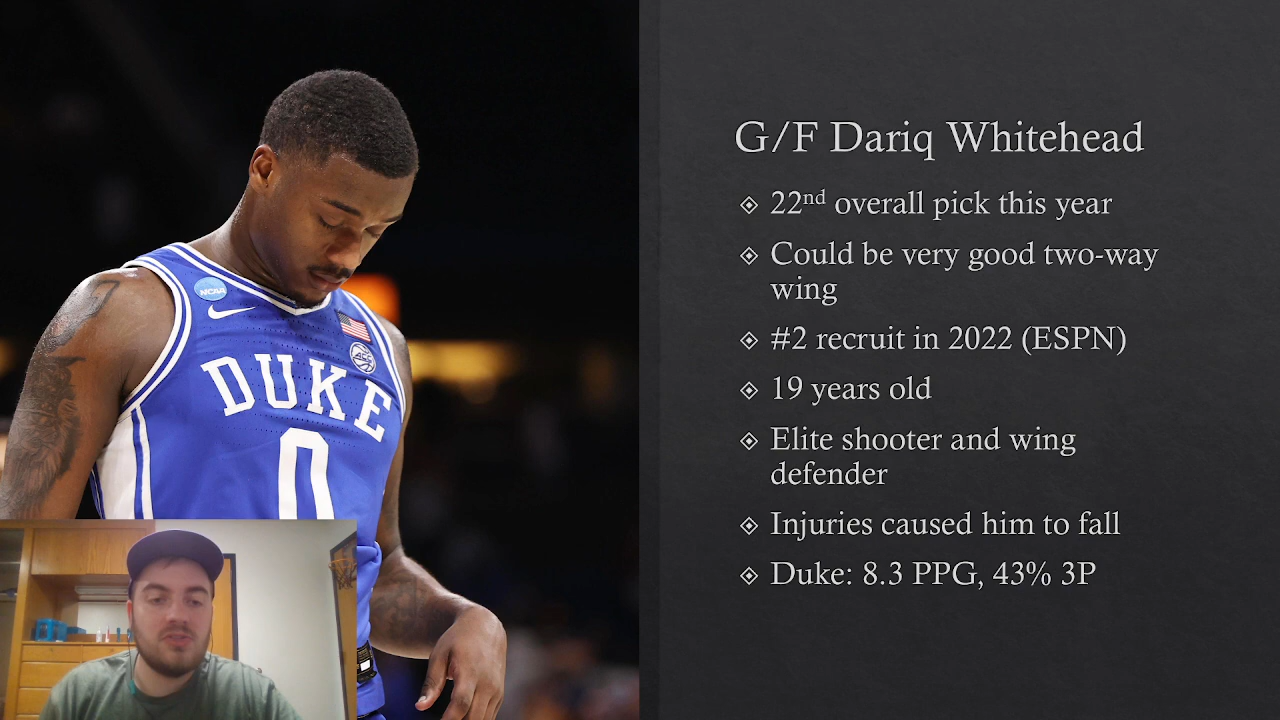 NCAA
ACC
DUKE
0
G/F Dariq Whitehead
22nd overall pick this year
Could be very good two-way
wing
#2 recruit in 2022 (ESPN)
19 years old
Elite shooter and wing
defender
Injuries caused him to fall
Duke: 8.3 PPG, 43% 3P